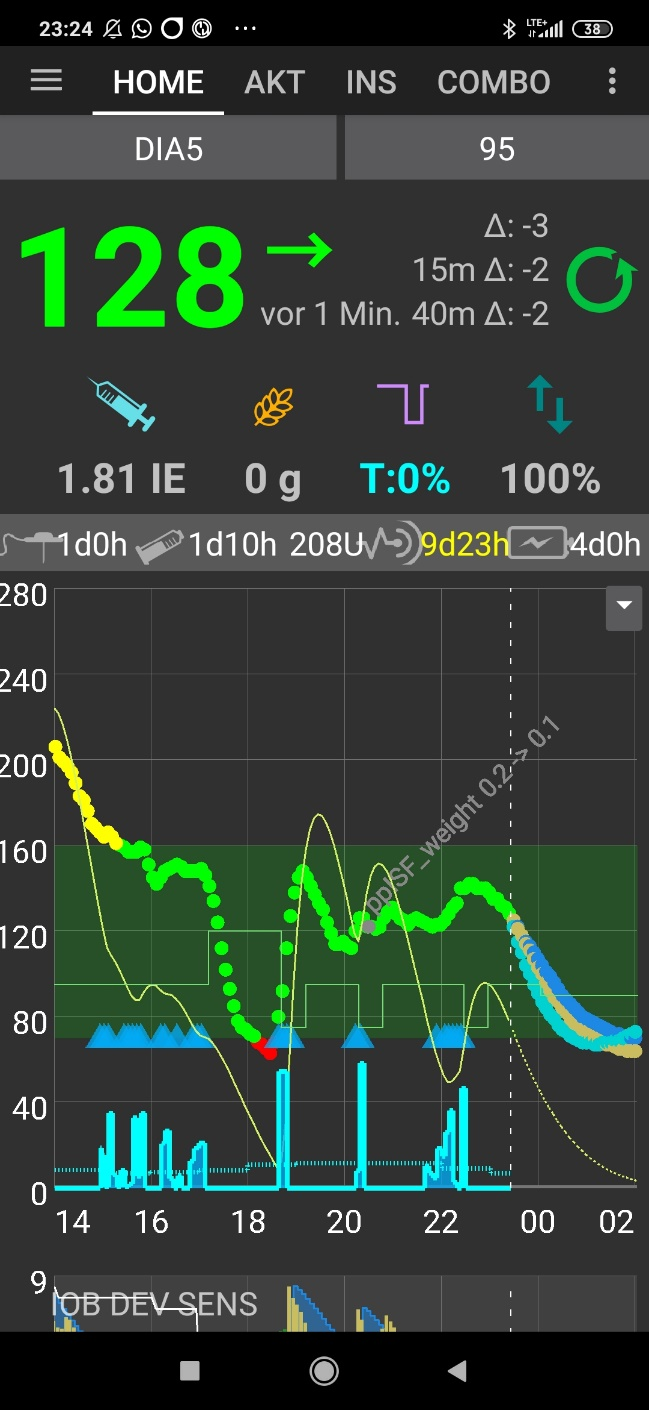 23:24 ... LTE+ 38
HOME AKT INS COMBO
DIA5 95
128 Δ: -3
15m Δ: -2
vor 1 Min. 40m Δ: -2
1.81 IE 0 g T:0% 100%
1d0h 1d10h 208U 9d23h 4d0h
280
240
200
160
120
80
40
0
ppISF_weight 0.2 -> 0.1
14 16 18 20 22 00 02
9
IOB DEV SENS